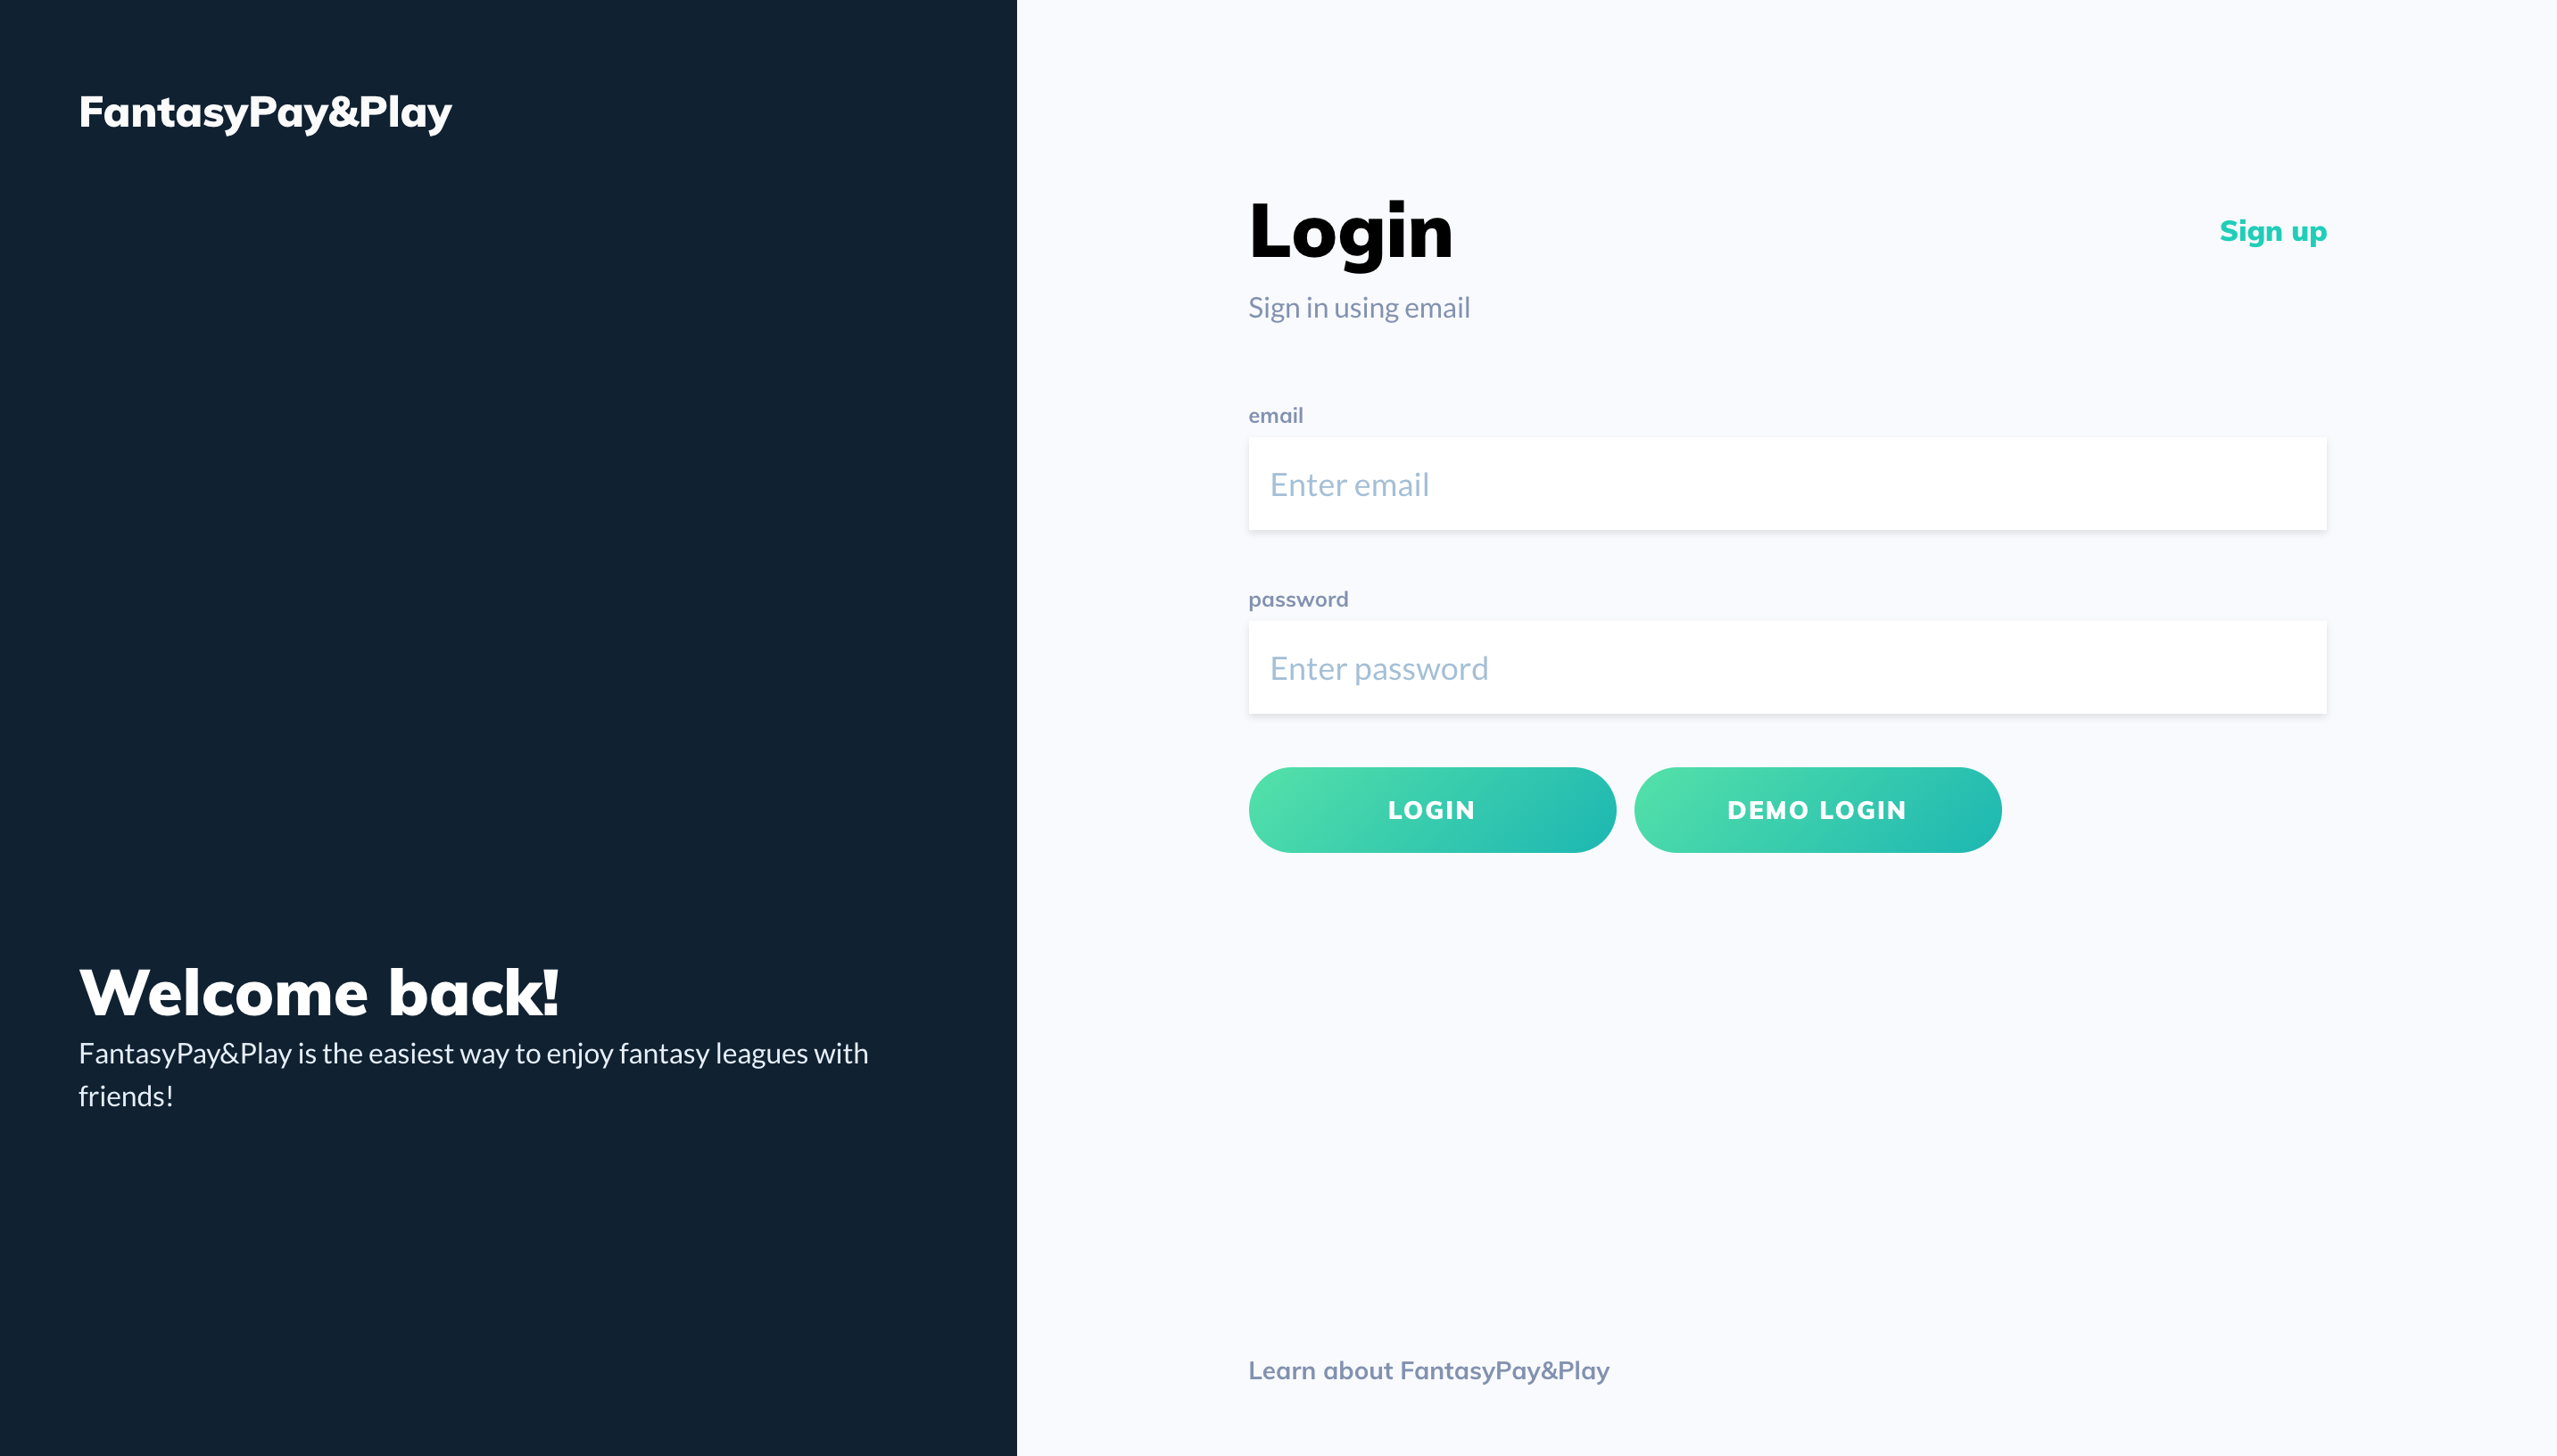 FantasyPay&Play
Welcome back!
FantasyPay&Play is the easiest way to enjoy fantasy leagues with
friends!
Login
Sign up
Sign in using email
email
Enter email
password
Enter password
LOGIN
DEMO LOGIN
Learn about FantasyPay&Play